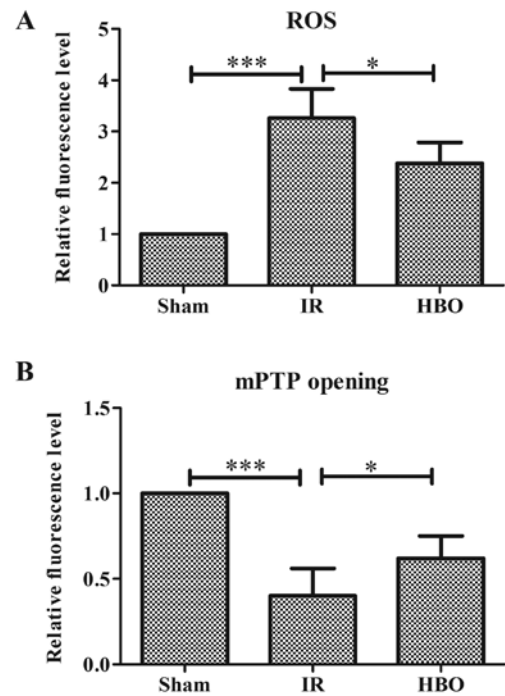 A
ROS
Relative fluorescence level
5
4
3
2
1
0
***
*
Sham IR HBO
B
mPTP opening
Relative fluorescence level
1.5
1.0
0.5
0.0
***
*
Sham IR HBO